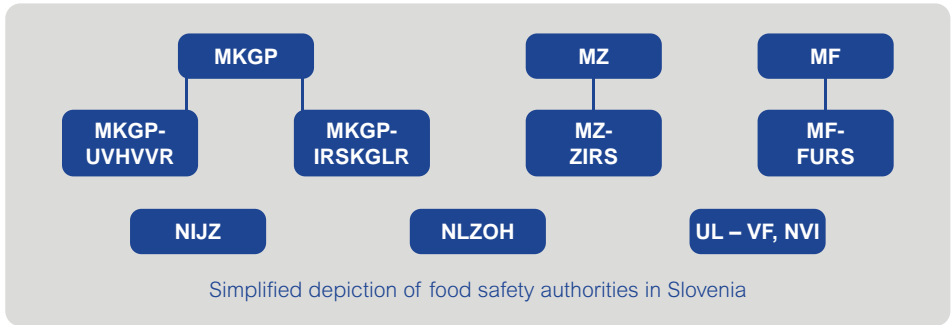 MKGP
MZ
MF
MKGP-
UVHVVR
MKGP-
IRSKGLR
MZ-
ZIRS
MF-
FURS
NIJZ
NLZOH
UL – VF, NVI
Simplified depiction of food safety authorities in Slovenia